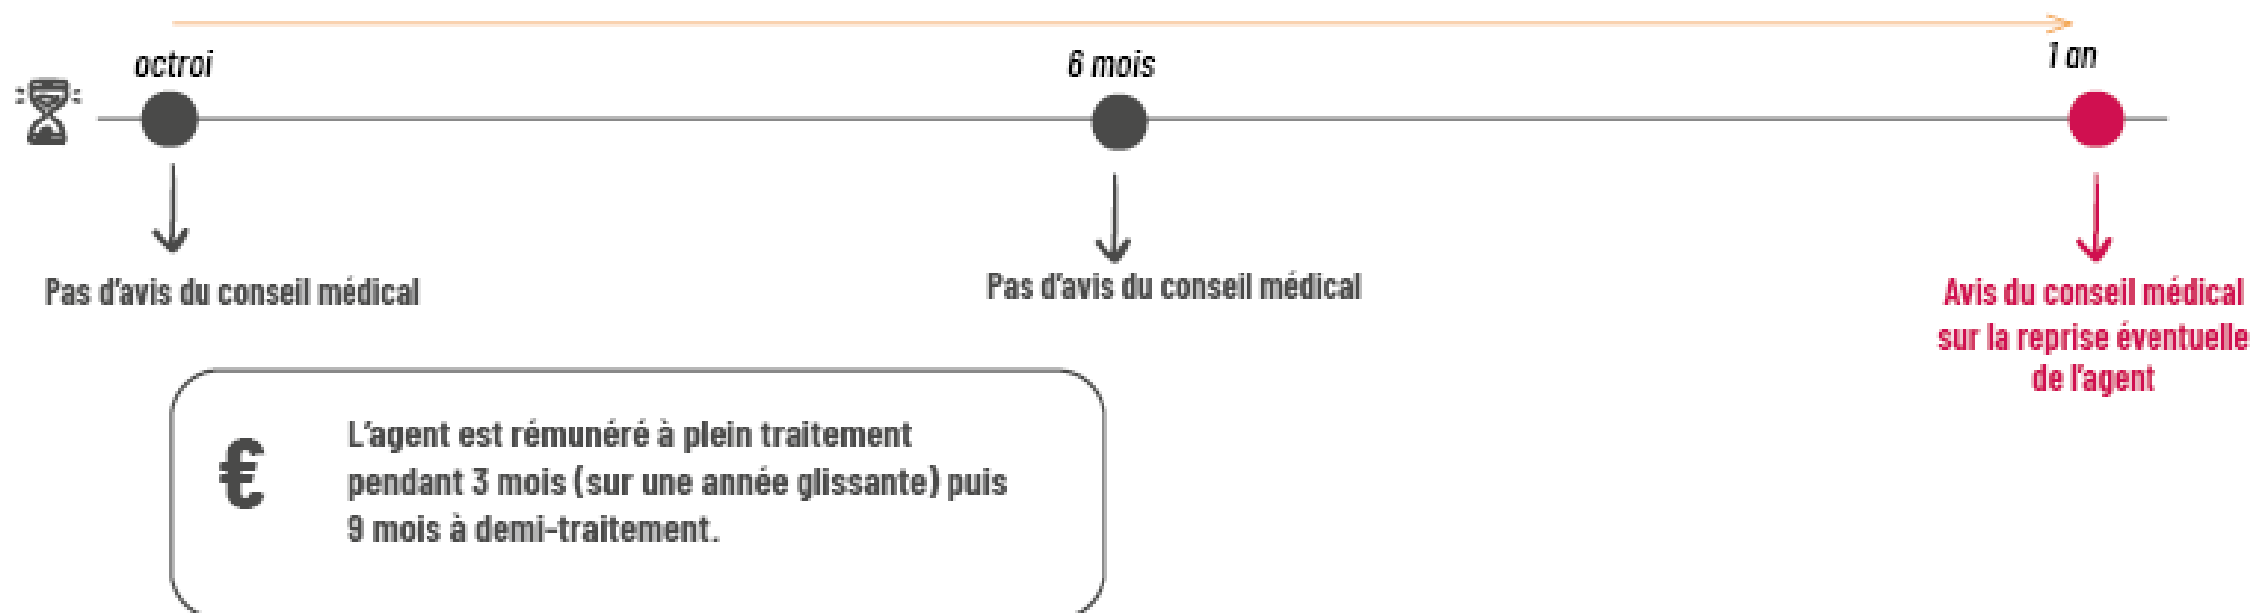 octroi
6 mois
1 an
Pas d'avis du conseil médical
Pas d'avis du conseil médical
Avis du conseil médical
sur la reprise éventuelle
de l'agent
€
L'agent est rémunéré à plein traitement
pendant 3 mois (sur une année glissante) puis
9 mois à demi-traitement.